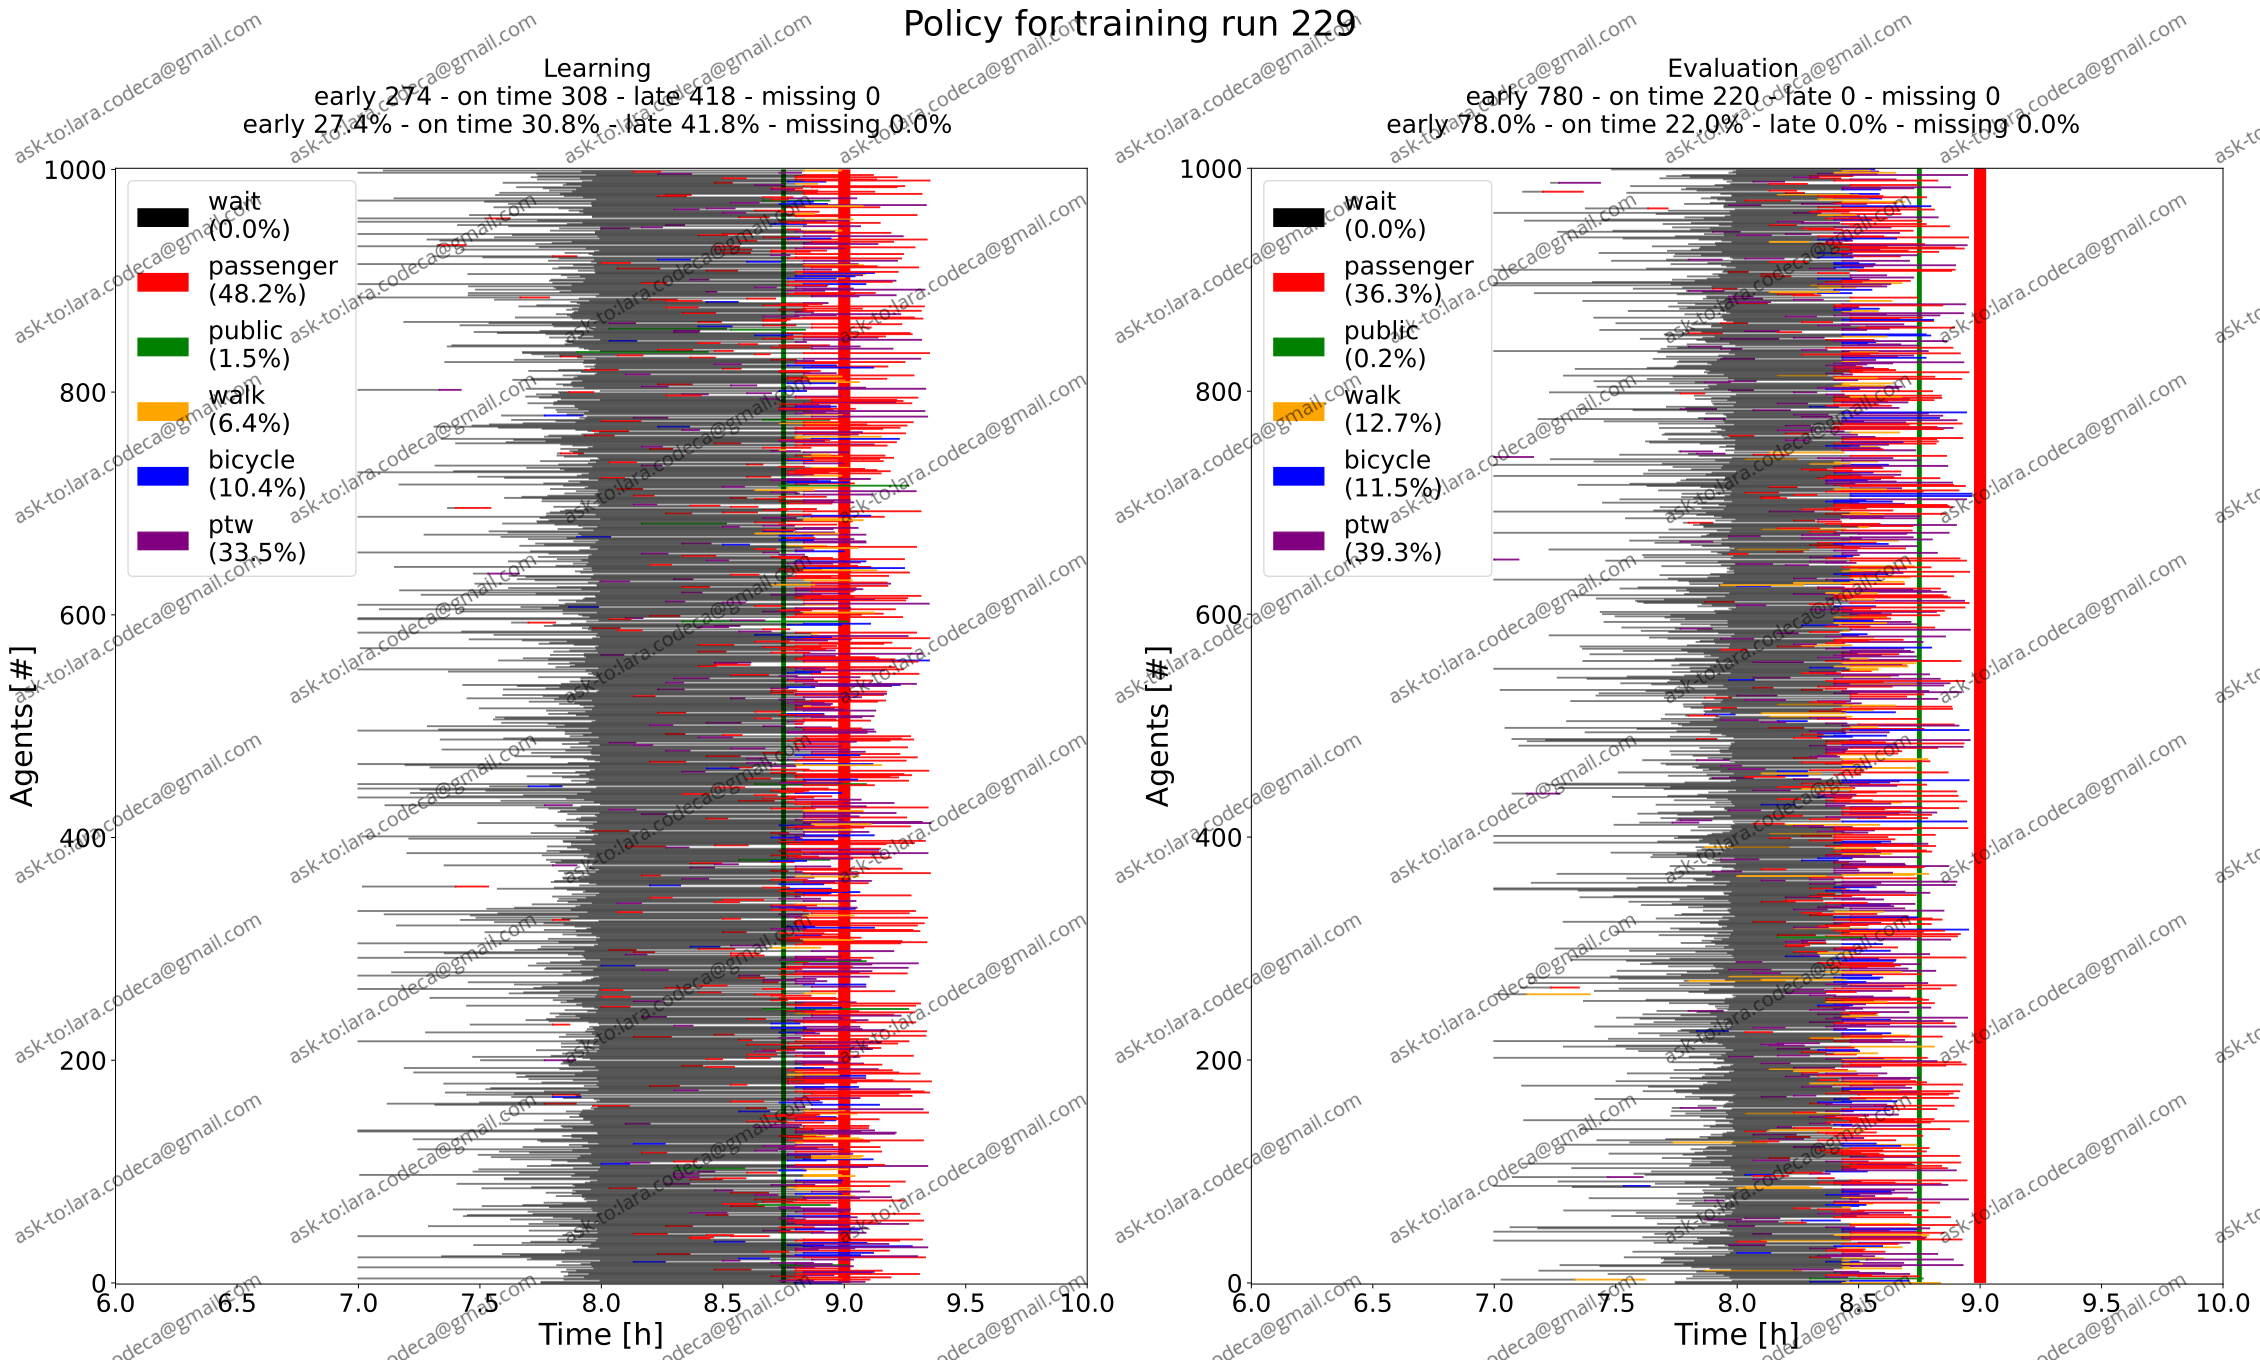 Policy for training run 229
Learning
early 274 - on time 308 - late 418 - missing 0
early 27.4% - on time 30.8% - late 41.8% - missing 0.0%
1000
800
600
400
200
0
Agents [#]
wait
(0.0%)
passenger
(48.2%)
public
(1.5%)
walk
(6.4%)
bicycle
(10.4%)
ptw
(33.5%)
6.0 6.5 7.0 7.5 8.0 8.5 9.0 9.5 10.0
Time [h]
Evaluation
early 780 - on time 220 - late 0 - missing 0
early 78.0% - on time 22.0% - late 0.0% - missing 0.0%
1000
800
600
400
200
0
Agents [#]
wait
(0.0%)
passenger
(36.3%)
public
(0.2%)
walk
(12.7%)
bicycle
(11.5%)
ptw
(39.3%)
6.0 6.5 7.0 7.5 8.0 8.5 9.0 9.5 10.0
Time [h]
ask-to:lara.codeca@gmail.com